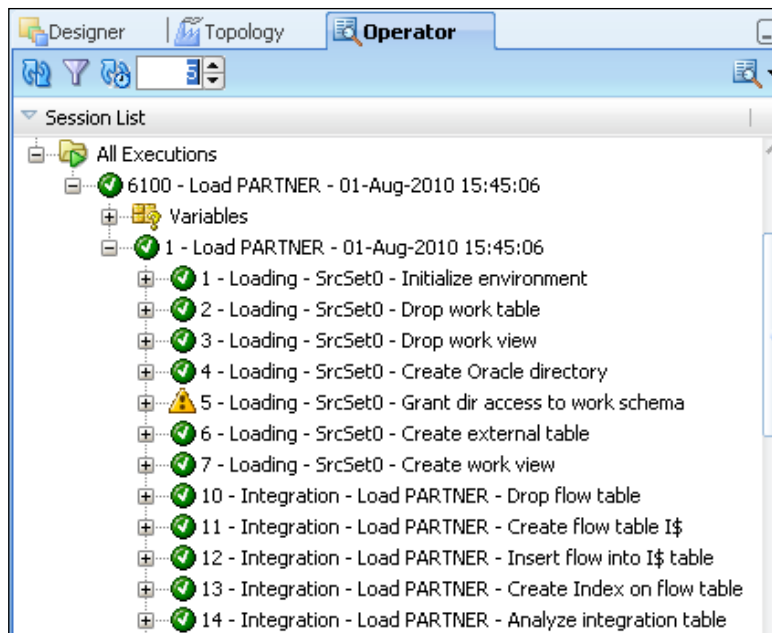 Designer Topology Operator
3
Session List
All Executions
6100 - Load PARTNER - 01-Aug-2010 15:45:06
Variables
1 - Load PARTNER - 01-Aug-2010 15:45:06
1 - Loading - SrcSet0 - Initialize environment
2 - Loading - SrcSet0 - Drop work table
3 - Loading - SrcSet0 - Drop work view
4 - Loading - SrcSet0 - Create Oracle directory
5 - Loading - SrcSet0 - Grant dir access to work schema
6 - Loading - SrcSet0 - Create external table
7 - Loading - SrcSet0 - Create work view
10 - Integration - Load PARTNER - Drop flow table
11 - Integration - Load PARTNER - Create flow table I$
12 - Integration - Load PARTNER - Insert flow into I$ table
13 - Integration - Load PARTNER - Create Index on flow table
14 - Integration - Load PARTNER - Analyze integration table